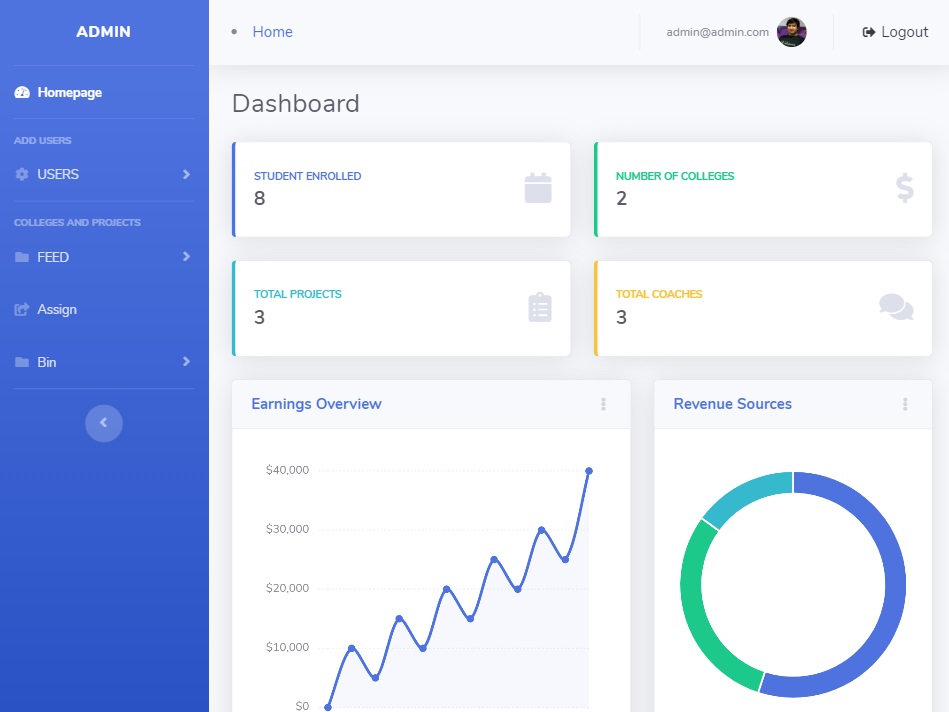 ADMIN
Home
admin@admin.com
Logout
Homepage
ADD USERS
USERS
COLLEGES AND PROJECTS
FEED
Assign
Bin
Dashboard
STUDENT ENROLLED
8
NUMBER OF COLLEGES
2
TOTAL PROJECTS
3
TOTAL COACHES
3
Earnings Overview
$40,000
$30,000
$20,000
$10,000
$0
Revenue Sources